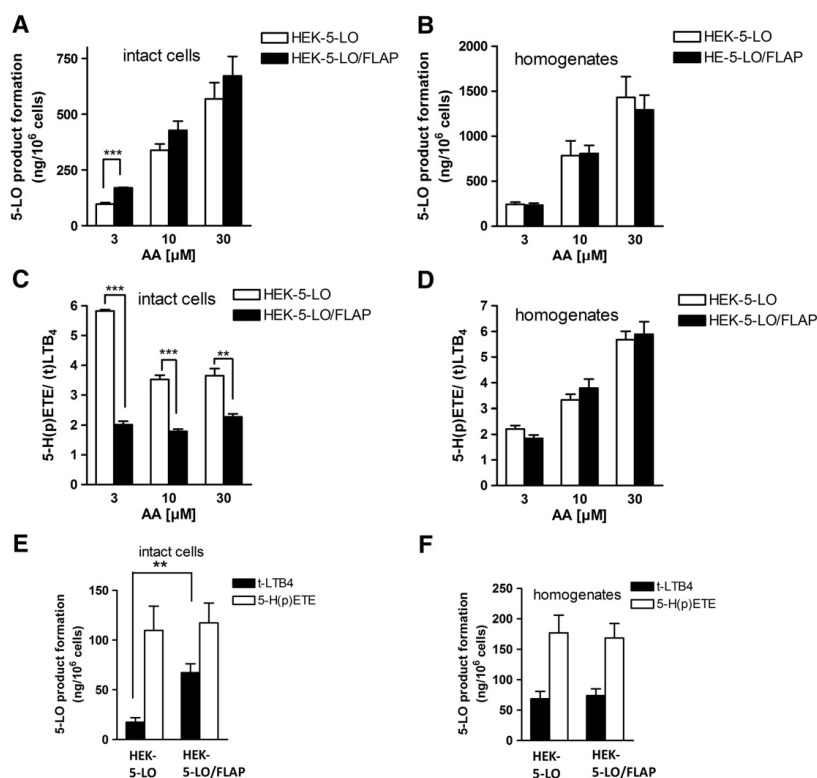 A
5-LO product formation
(ng/10⁶ cells)
750
500
250
0
intact cells
HEK-5-LO
HEK-5-LO/FLAP
***
3 10 30
AA [µM]
B
5-LO product formation
(ng/10⁶ cells)
2000
1500
1000
500
0
homogenates
HEK-5-LO
HE-5-LO/FLAP
3 10 30
AA [µM]
C
5-H(p)ETE/ (t)LTB₄
6
5
4
3
2
1
0
intact cells
HEK-5-LO
HEK-5-LO/FLAP
***
***
**
3 10 30
AA [µM]
D
5-H(p)ETE/ (t)LTB₄
7
6
5
4
3
2
1
0
homogenates
HEK-5-LO
HEK-5-LO/FLAP
3 10 30
AA [µM]
E
5-LO product formation
(ng/10⁶ cells)
150
100
50
0
intact cells
**
t-LTB4
5-H(p)ETE
HEK-
5-LO
HEK-
5-LO/FLAP
F
5-LO product formation
(ng/10⁶ cells)
250
200
150
100
50
0
homogenates
t-LTB4
5-H(p)ETE
HEK-
5-LO
HEK-
5-LO/FLAP